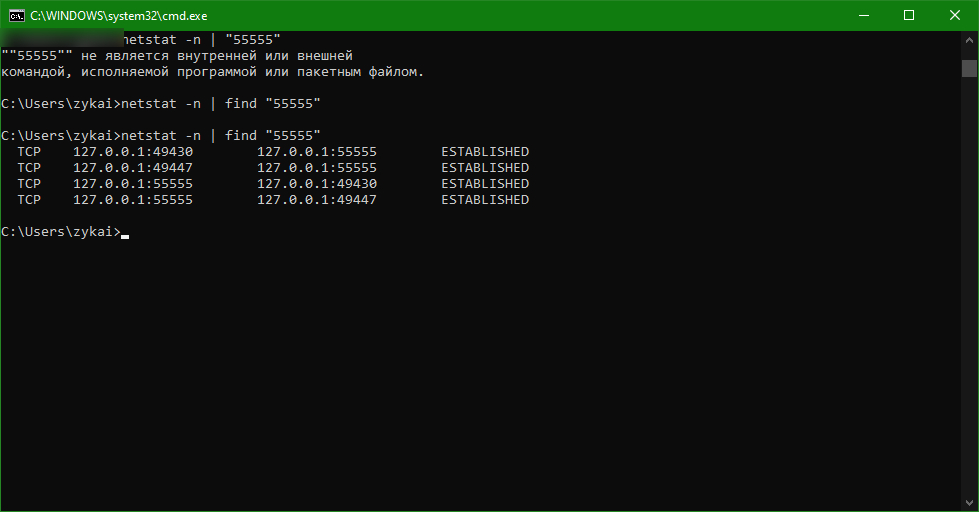 C:\WINDOWS\system32\cmd.exe
netstat -n | "55555"
""55555"" не является внутренней или внешней
командой, исполняемой программой или пакетным файлом.
C:\Users\zykai>netstat -n | find "55555"
C:\Users\zykai>netstat -n | find "55555"
TCP    127.0.0.1:49430        127.0.0.1:55555        ESTABLISHED
TCP    127.0.0.1:49447        127.0.0.1:55555        ESTABLISHED
TCP    127.0.0.1:55555        127.0.0.1:49430        ESTABLISHED
TCP    127.0.0.1:55555        127.0.0.1:49447        ESTABLISHED
C:\Users\zykai>